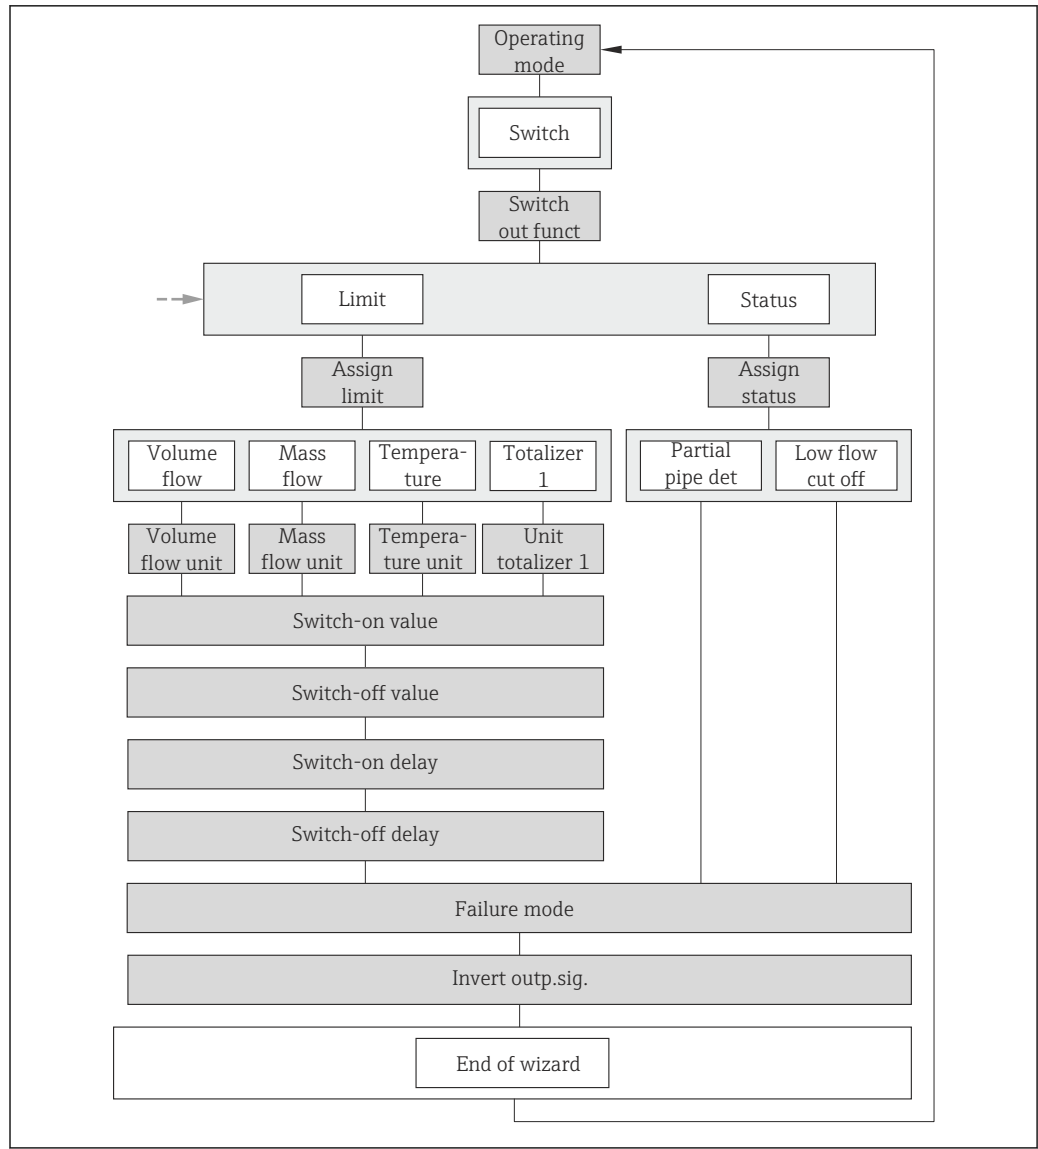 Operating
mode
Switch
Switch
out funct
Limit
Status
Assign
limit
Assign
status
Volume
flow
Mass
flow
Tempera-
ture
Totalizer
1
Partial
pipe det
Low flow
cut off
Volume
flow unit
Mass
flow unit
Tempera-
ture unit
Unit
totalizer 1
Switch-on value
Switch-off value
Switch-on delay
Switch-off delay
Failure mode
Invert outp.sig.
End of wizard